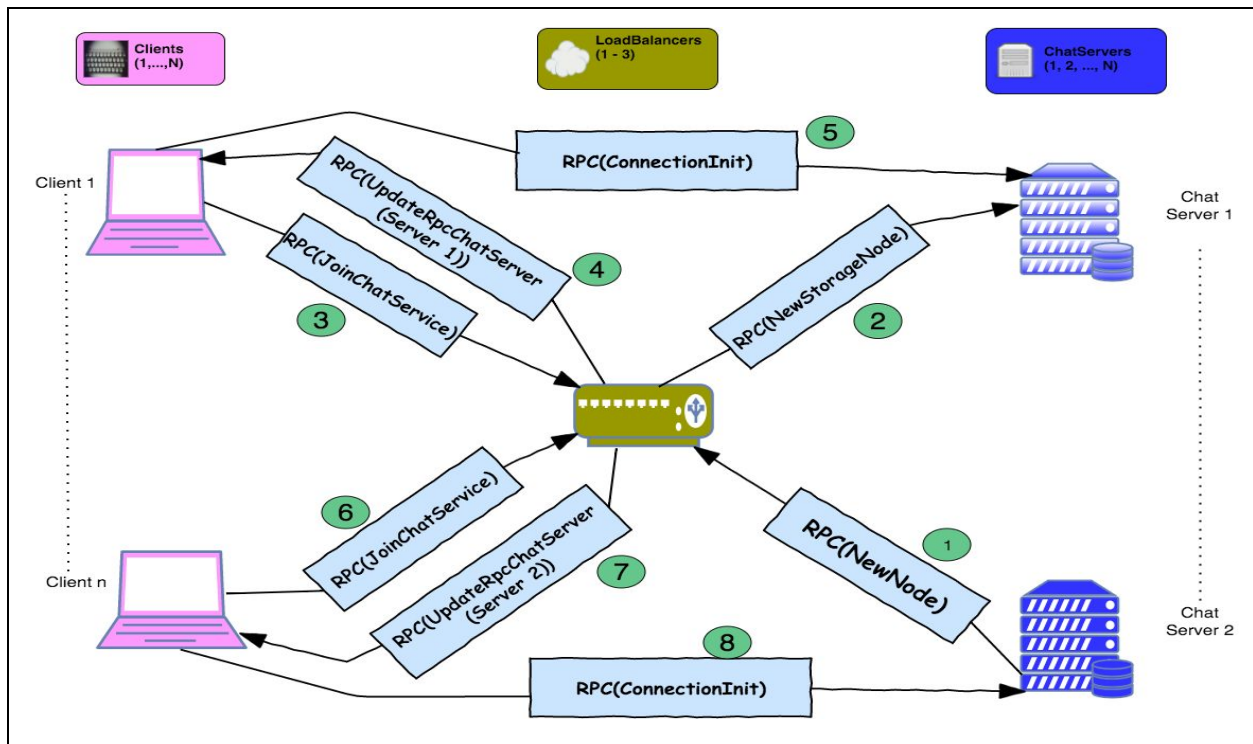 Clients
(1,...,N)
LoadBalancers
(1 - 3)
ChatServers
(1, 2, ..., N)
5
RPC(ConnectionInit)
Client 1
RPC(UpdateRpcChatServer
(Server 1))
4
RPC(JoinChatService)
3
RPC(NewStorageNode)
2
Chat
Server 1
6
RPC(JoinChatService)
RPC(UpdateRpcChatServer
(Server 2))
7
1
RPC(NewNode)
Client n
Chat
Server 2
8
RPC(ConnectionInit)